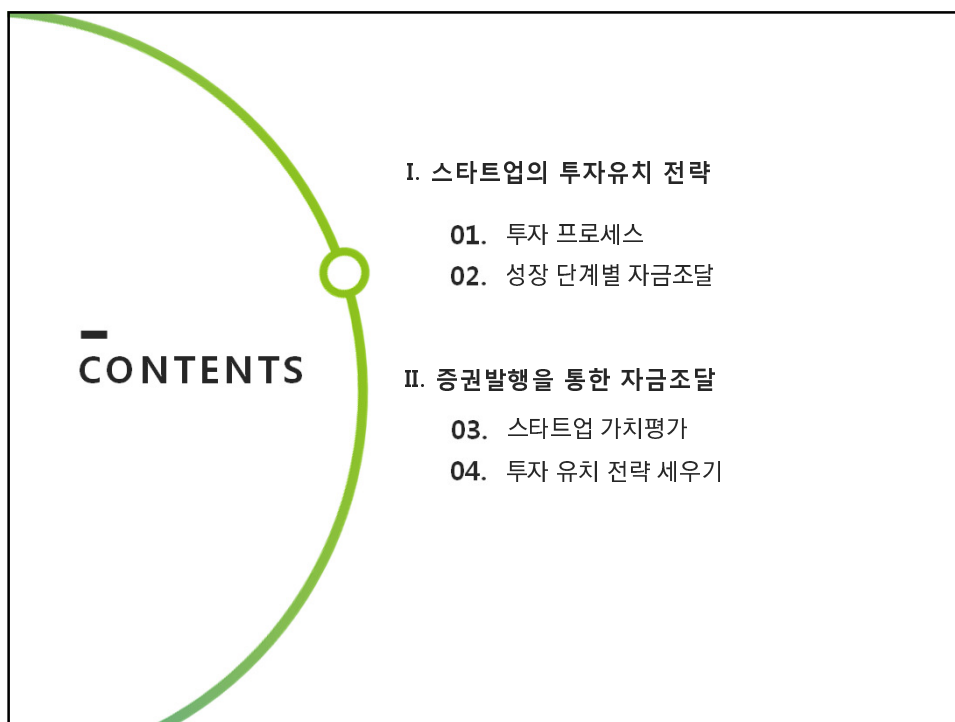 CONTENTS
I. 스타트업의 투자유치 전략
01. 투자 프로세스
02. 성장 단계별 자금조달
II. 증권발행을 통한 자금조달
03. 스타트업 가치평가
04. 투자 유치 전략 세우기